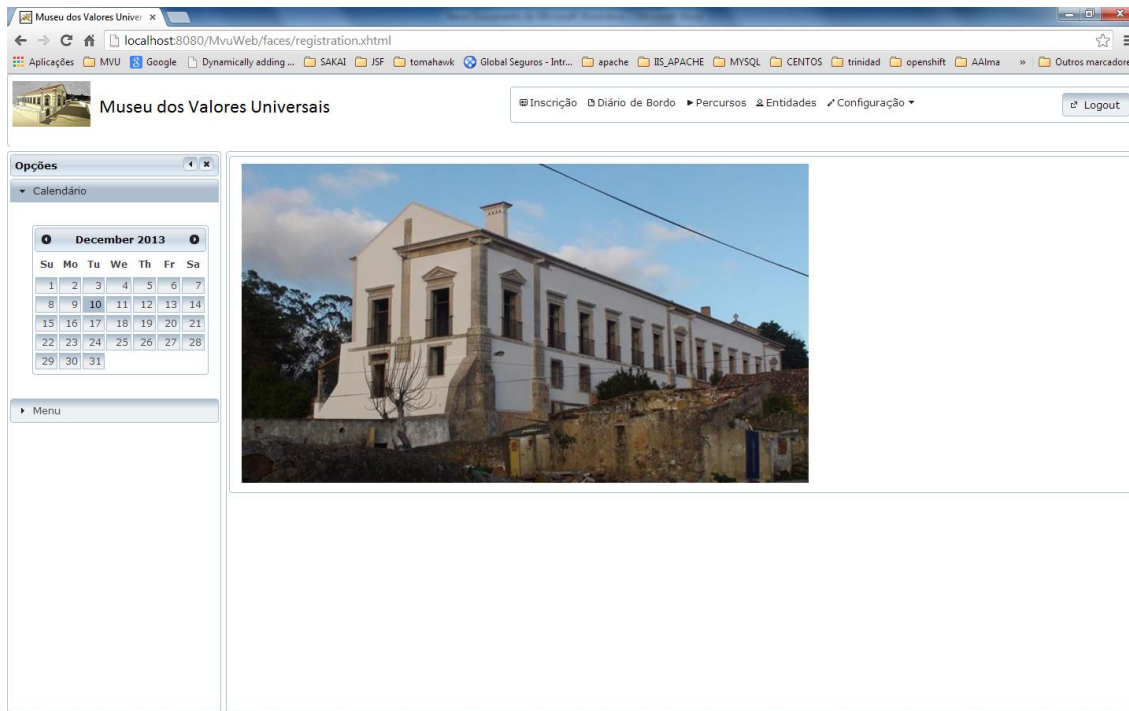 Museu dos Valores Univer
localhost:8080/MvuWeb/faces/registration.xhtml
Aplicações MVU Google Dynamically adding ... SAKAI JSF tomahawk Global Seguros - Intr... apache IIS_APACHE MYSQL CENTOS trinidad openshift AAlma » Outros marcadore
Museu dos Valores Universais
Inscrição Diário de Bordo Percursos Entidades Configuração
Logout
Opções
Calendário
December 2013
Su Mo Tu We Th Fr Sa
1 2 3 4 5 6 7
8 9 10 11 12 13 14
15 16 17 18 19 20 21
22 23 24 25 26 27 28
29 30 31
Menu